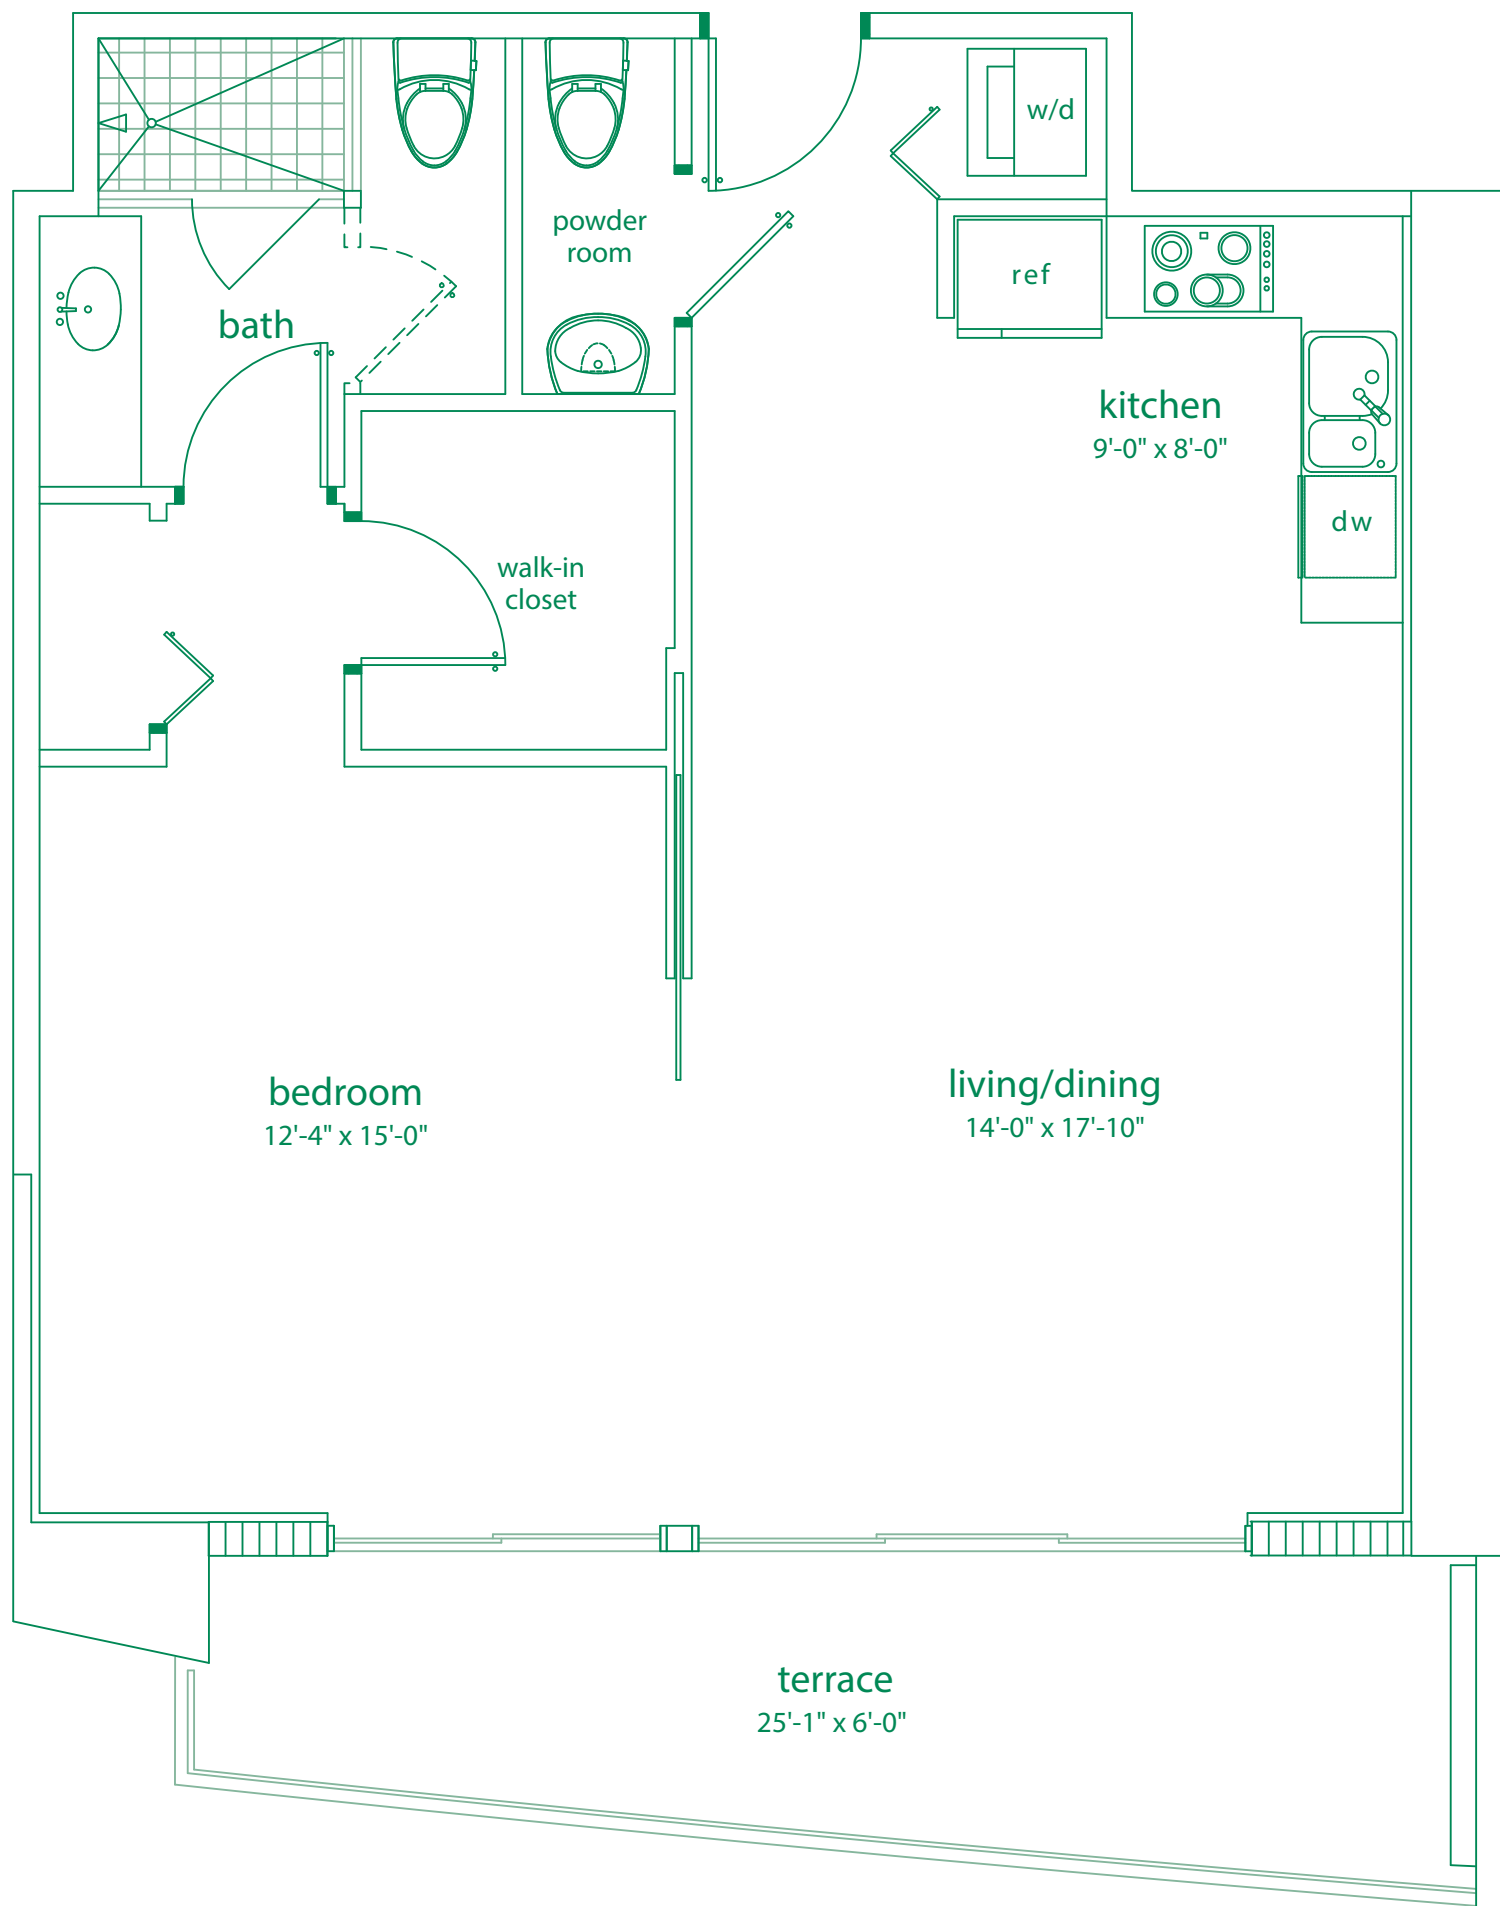 w/d
powder
room
ref
bath
kitchen
9'-0" x 8'-0"
dw
walk-in
closet
bedroom
12'-4" x 15'-0"
living/dining
14'-0" x 17'-10"
terrace
25'-1" x 6'-0"